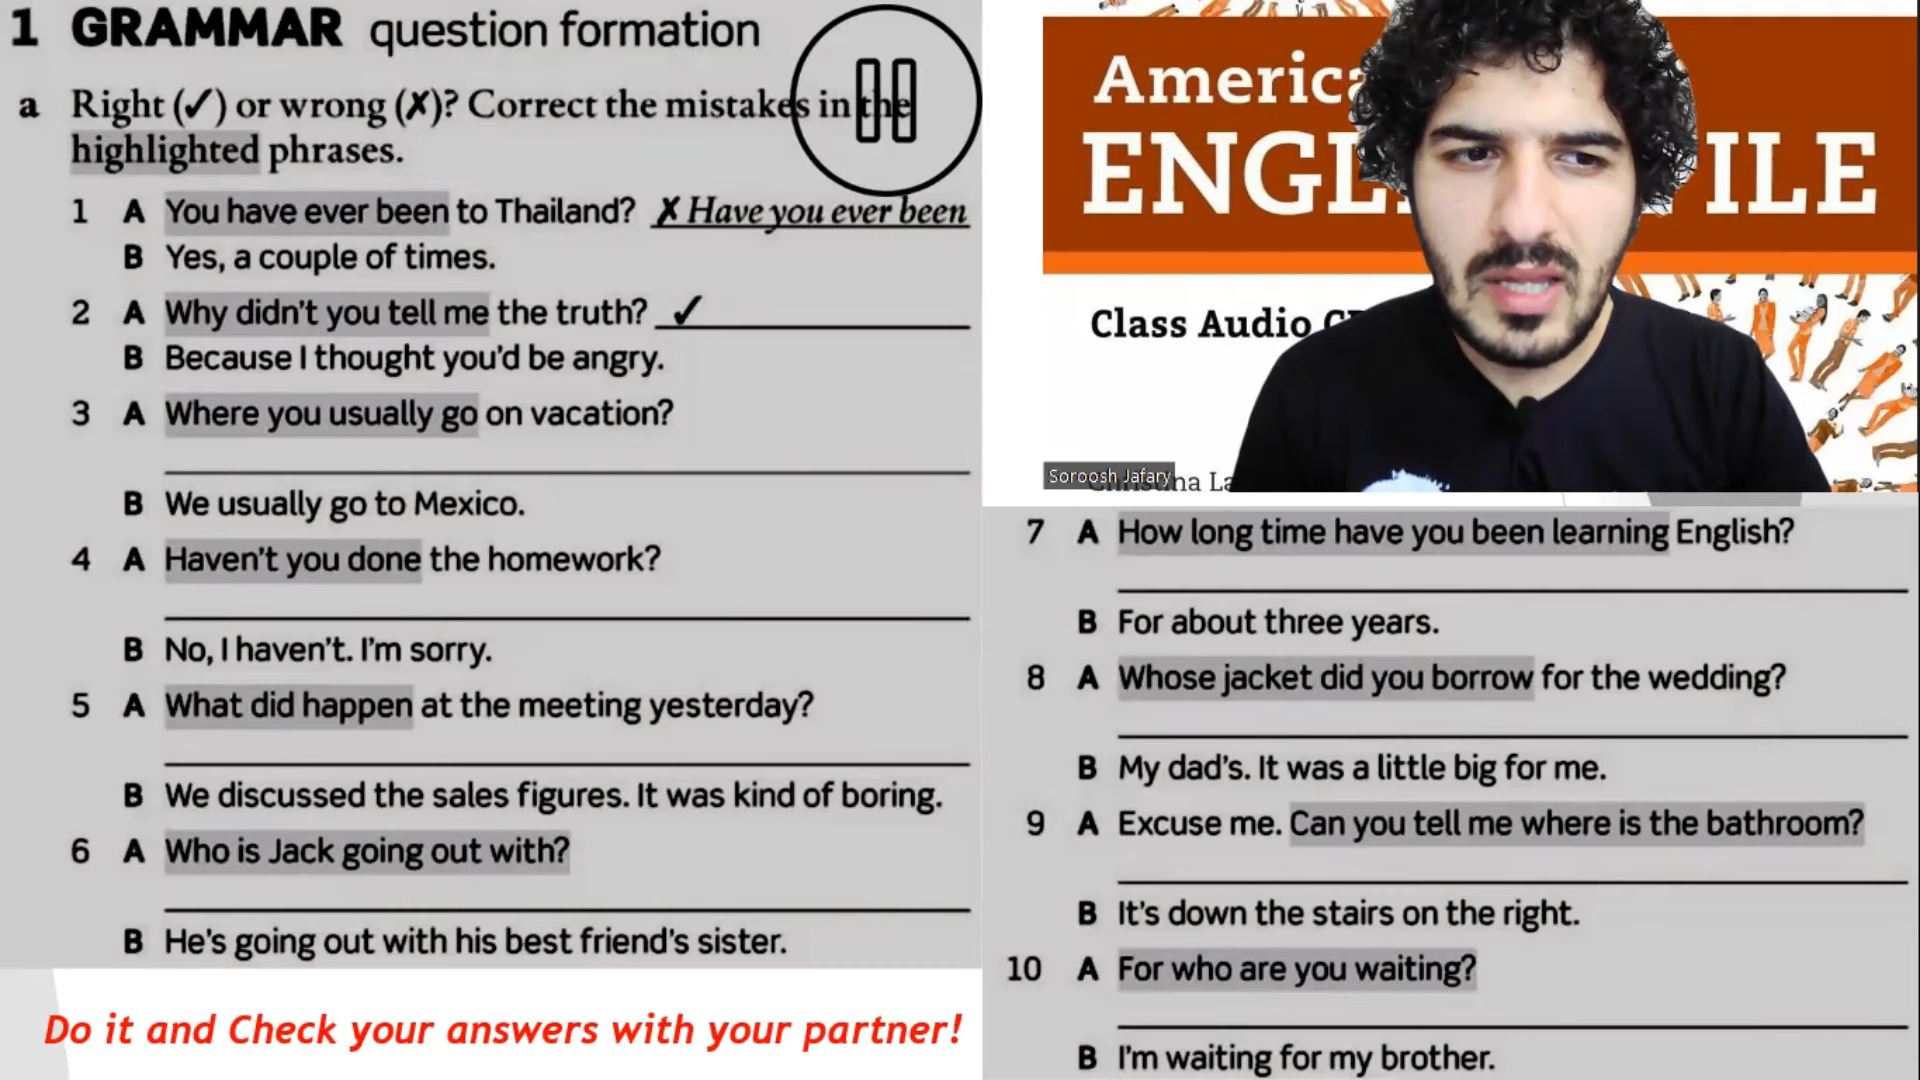 1 GRAMMAR question formation
a Right (✓) or wrong (✗)? Correct the mistakes in the
highlighted phrases.
1 A You have ever been to Thailand? ✗ Have you ever been
B Yes, a couple of times.
2 A Why didn't you tell me the truth? ✓
B Because I thought you'd be angry.
3 A Where you usually go on vacation?
B We usually go to Mexico.
4 A Haven't you done the homework?
B No, I haven't. I'm sorry.
5 A What did happen at the meeting yesterday?
B We discussed the sales figures. It was kind of boring.
6 A Who is Jack going out with?
B He's going out with his best friend's sister.
Do it and Check your answers with your partner!
America
ENGL ILE
Class Audio
Soroosh Jafary
7 A How long time have you been learning English?
B For about three years.
8 A Whose jacket did you borrow for the wedding?
B My dad's. It was a little big for me.
9 A Excuse me. Can you tell me where is the bathroom?
B It's down the stairs on the right.
10 A For who are you waiting?
B I'm waiting for my brother.